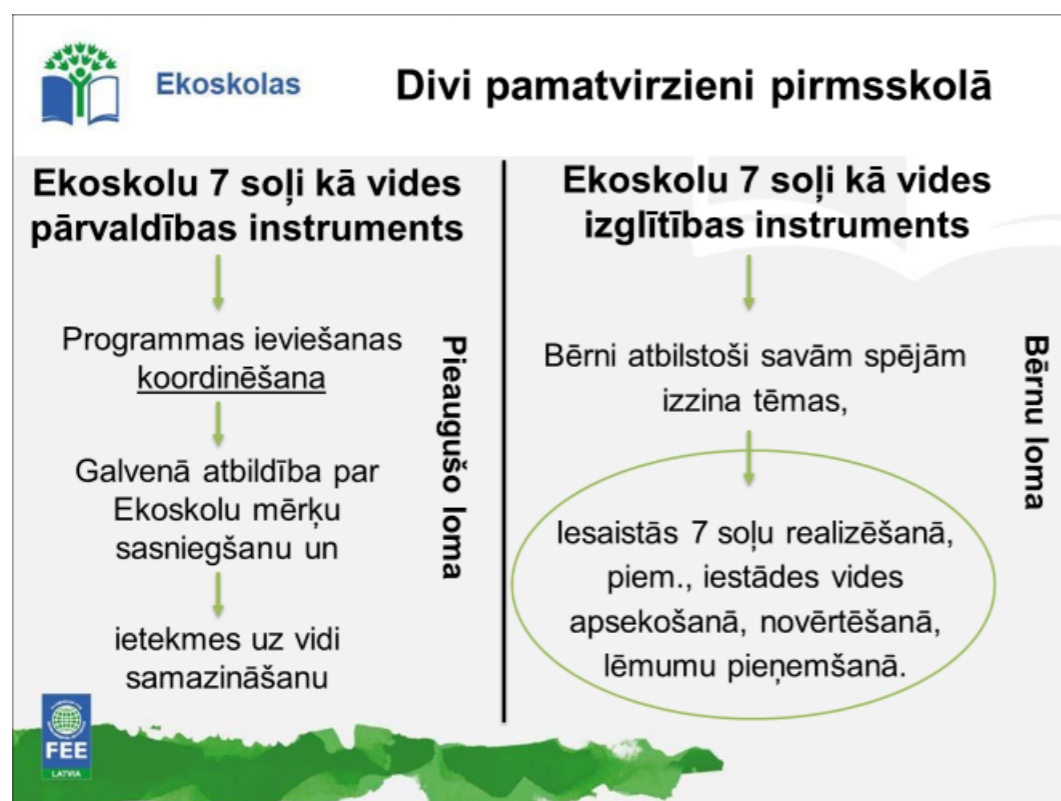 Ekoskolas
Divi pamatvirzieni pirmsskolā
Ekoskolu 7 soļi kā vides
pārvaldības instruments
Programmas ieviešanas
koordinēšana
Galvenā atbildība par
Ekoskolu mērķu
sasniegšanu un
ietekmes uz vidi
samazināšanu
Pieaugušo loma
Ekoskolu 7 soļi kā vides
izglītības instruments
Bērni atbilstoši savām spējām
izzina tēmas,
Iesaistās 7 soļu realizēšanā,
piem., iestādes vides
apsekošanā, novērtēšanā,
lēmumu pieņemšanā.
Bērnu loma
FEE
LATVIA